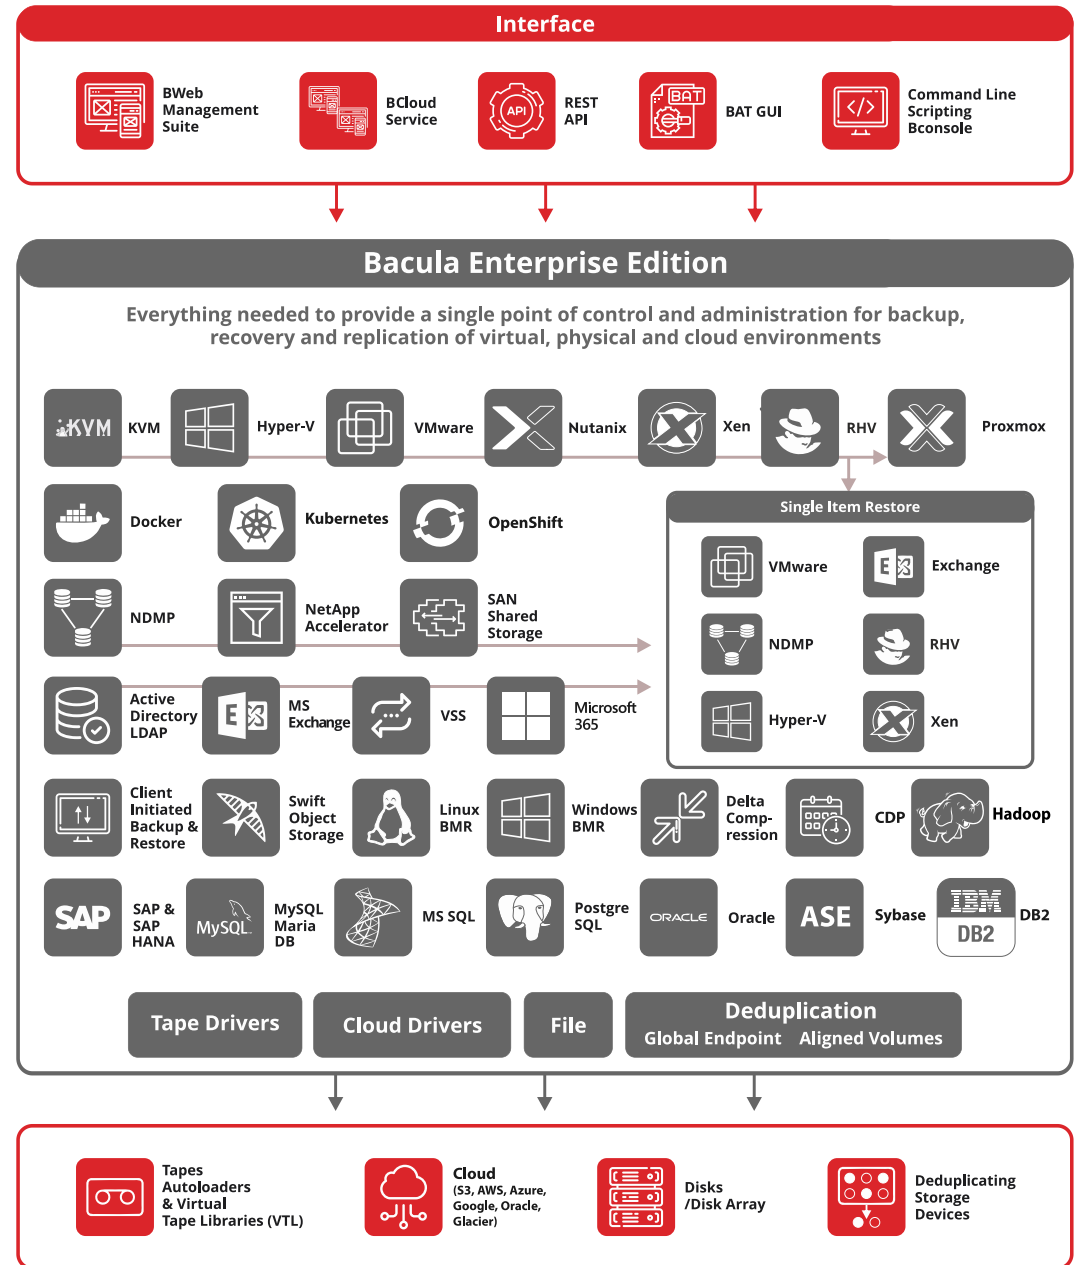 Interface
BWeb
Management
Suite
BCloud
Service
API
REST
API
BAT
BAT GUI
Command Line
Scripting
Bconsole
Bacula Enterprise Edition
Everything needed to provide a single point of control and administration for backup,
recovery and replication of virtual, physical and cloud environments
KVM
KVM
Hyper-V
VMware
Nutanix
Xen
RHV
Proxmox
Docker
Kubernetes
OpenShift
NDMP
NetApp
Accelerator
SAN
Shared
Storage
Single Item Restore
VMware
E
Exchange
NDMP
RHV
Hyper-V
Xen
Active
Directory
LDAP
E
MS
Exchange
VSS
Microsoft
365
Client
Initiated
Backup &
Restore
Swift
Object
Storage
Linux
BMR
Windows
BMR
Delta
Comp-
ression
CDP
Hadoop
SAP
SAP &
SAP
HANA
MySQL
MySQL
Maria
DB
MS SQL
Postgre
SQL
ORACLE
Oracle
ASE
Sybase
IBM
DB2
DB2
Tape Drivers
Cloud Drivers
File
Deduplication
Global Endpoint Aligned Volumes
Tapes
Autoloaders
& Virtual
Tape Libraries (VTL)
Cloud
(S3, AWS, Azure,
Google, Oracle,
Glacier)
Disks
/Disk Array
Deduplicating
Storage
Devices